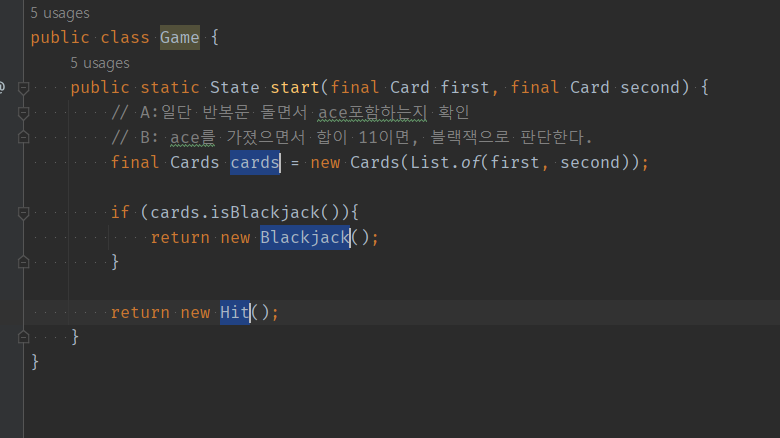 5 usages
public class Game {
5 usages
public static State start(final Card first, final Card second) {
// A:일단 반복문 돌면서 ace포함하는지 확인
// B: ace를 가졌으면서 합이 11이면, 블랙잭으로 판단한다.
final Cards cards = new Cards(List.of(first, second));
if (cards.isBlackjack()){
return new Blackjack();
}
return new Hit();
}
}